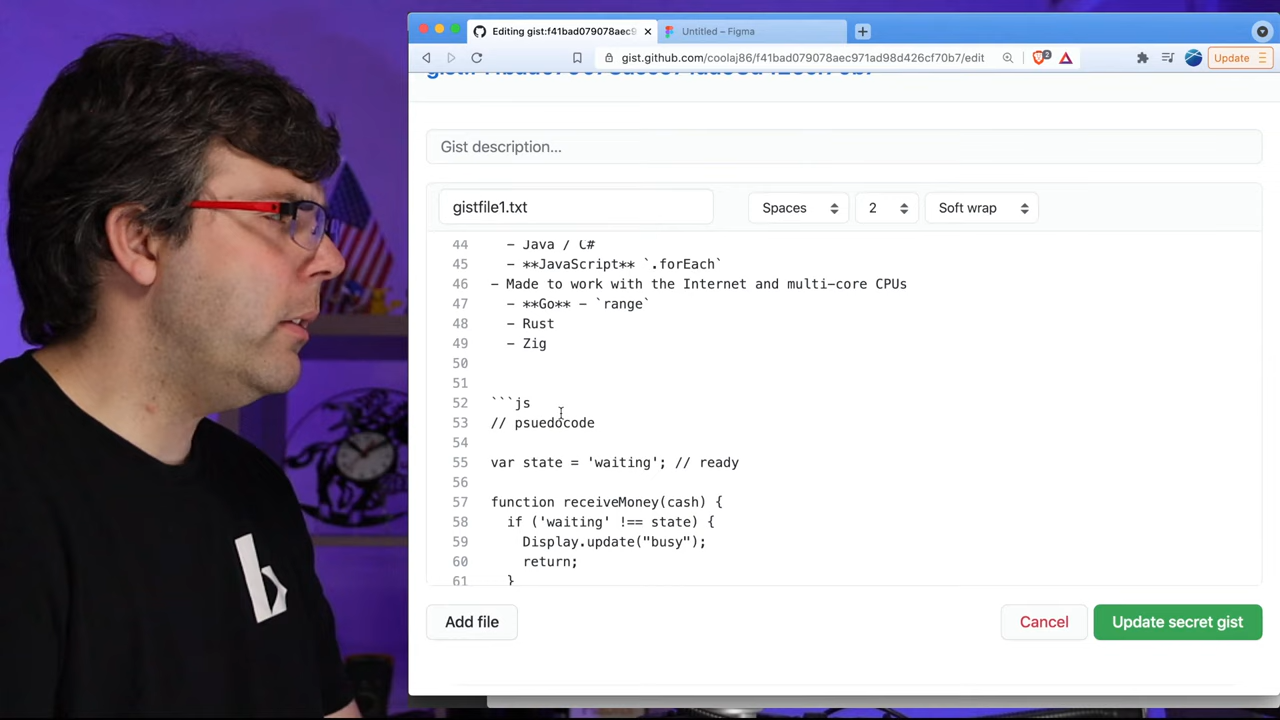 Editing gist:f41bad079078aec9
Untitled – Figma
gist.github.com/coolaj86/f41bad079078aec971ad98d426cf70b7/edit
2
Update
Gist description...
gistfile1.txt
Spaces
2
Soft wrap
44 - Java / C#
45 - **JavaScript** `.forEach`
46 - Made to work with the Internet and multi-core CPUs
47 - **Go** - `range`
48 - Rust
49 - Zig
50
51
52 ```js
53 // psuedocode
54
55 var state = 'waiting'; // ready
56
57 function receiveMoney(cash) {
58 if ('waiting' !== state) {
59 Display.update("busy");
60 return;
61 }
Add file
Cancel
Update secret gist